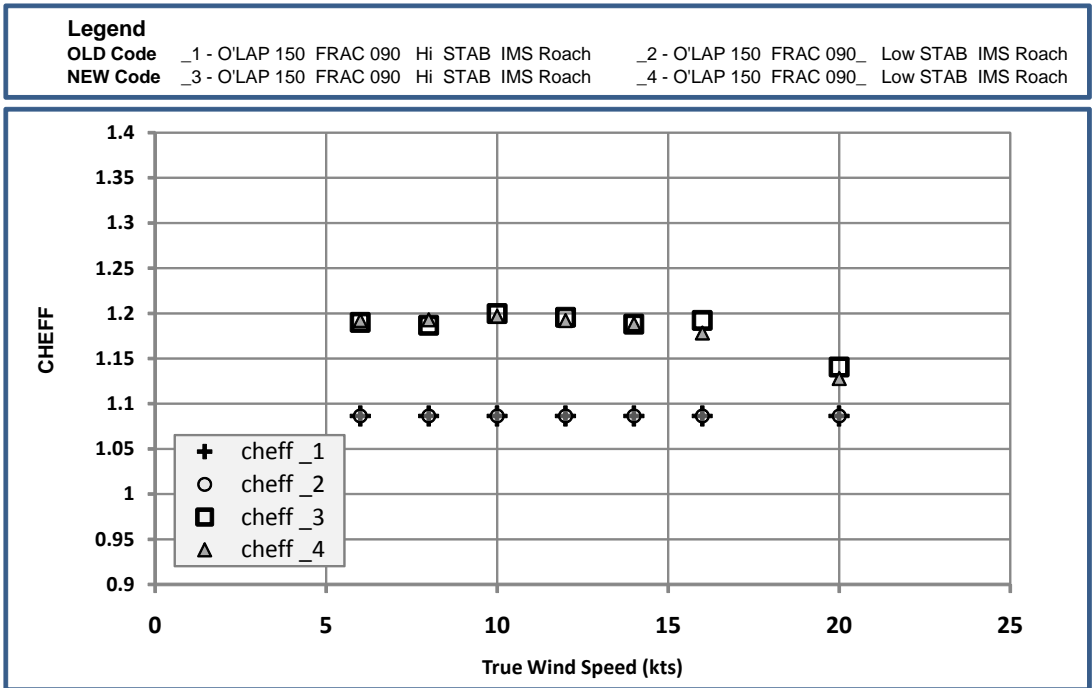 Legend
OLD Code _1 - O'LAP 150 FRAC 090 Hi STAB IMS Roach _2 - O'LAP 150 FRAC 090_ Low STAB IMS Roach
NEW Code _3 - O'LAP 150 FRAC 090 Hi STAB IMS Roach _4 - O'LAP 150 FRAC 090_ Low STAB IMS Roach
1.4
1.35
1.3
1.25
1.2
1.15
1.1
1.05
1
0.95
0.9
CHEFF
cheff _1
cheff _2
cheff _3
cheff _4
0 5 10 15 20 25
True Wind Speed (kts)